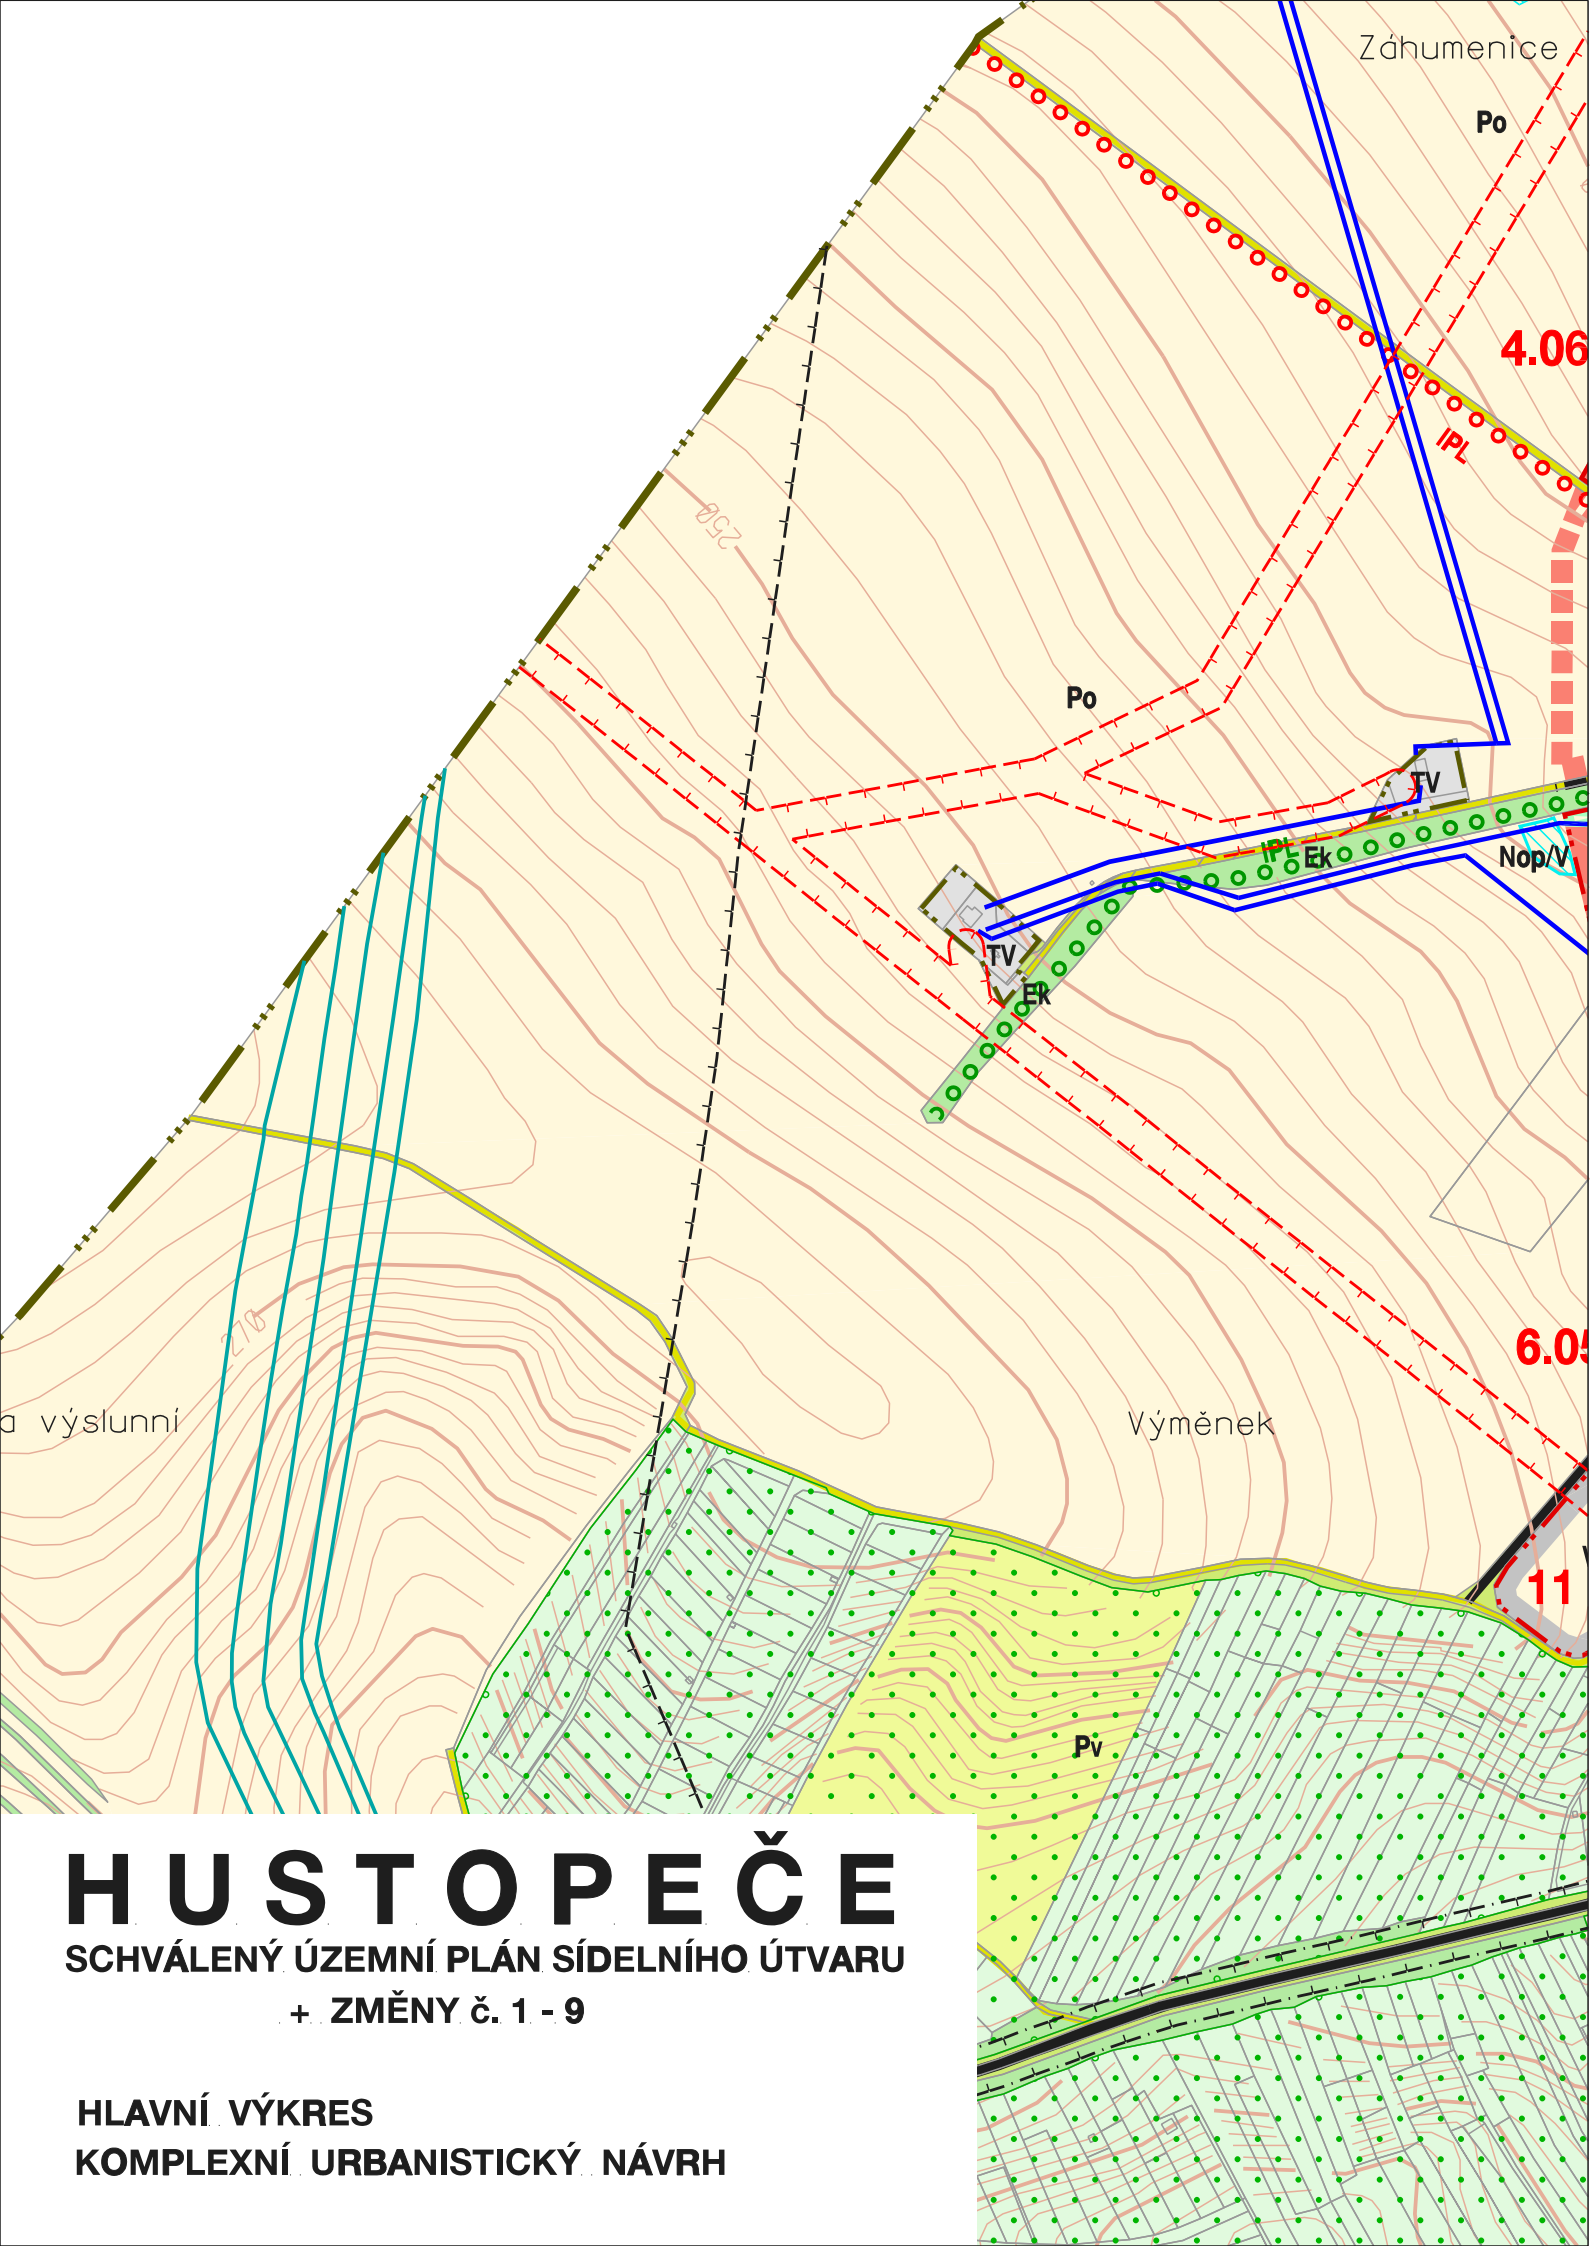 Záhumenice
Po
4.06
IPL
250
Po
TV
IPL
Ek
Nop/V
TV
Ek
270
6.05
a výslunní
Výměnek
11
Pv
HUSTOPEČE
SCHVÁLENÝ ÚZEMNÍ PLÁN SÍDELNÍHO ÚTVARU
+ ZMĚNY č. 1 - 9
HLAVNÍ VÝKRES
KOMPLEXNÍ URBANISTICKÝ NÁVRH